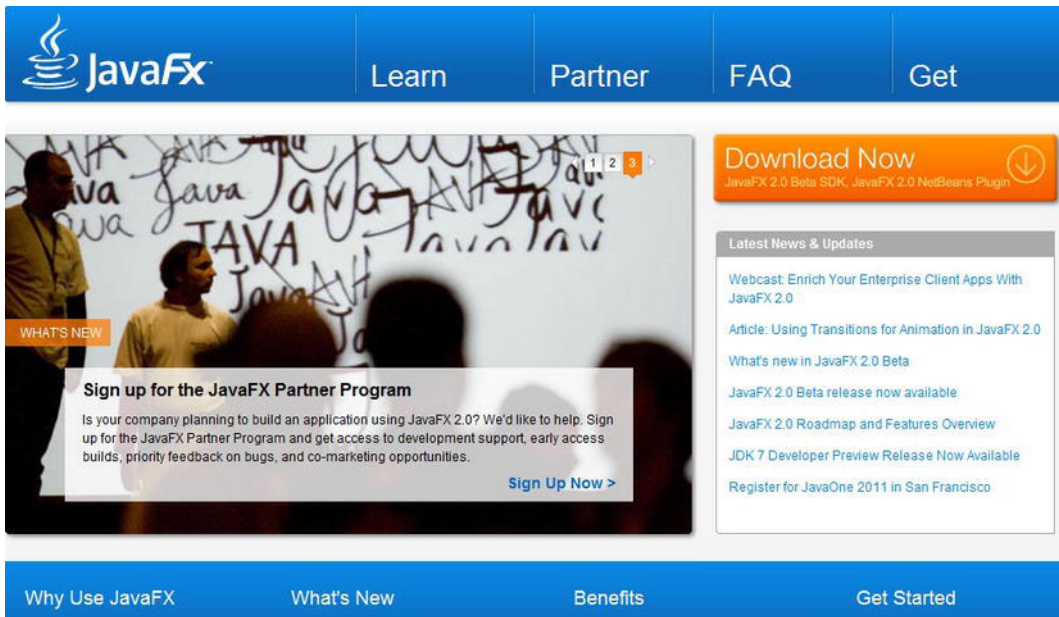 JavaFX
Learn
Partner
FAQ
Get
JAVA
Java
Java
JAVA
Java
1 2 3
WHAT'S NEW
Sign up for the JavaFX Partner Program
Is your company planning to build an application using JavaFX 2.0? We'd like to help. Sign
up for the JavaFX Partner Program and get access to development support, early access
builds, priority feedback on bugs, and co-marketing opportunities.
Sign Up Now >
Download Now
JavaFX 2.0 Beta SDK, JavaFX 2.0 NetBeans Plugin
Latest News & Updates
Webcast: Enrich Your Enterprise Client Apps With
JavaFX 2.0
Article: Using Transitions for Animation in JavaFX 2.0
What's new in JavaFX 2.0 Beta
JavaFX 2.0 Beta release now available
JavaFX 2.0 Roadmap and Features Overview
JDK 7 Developer Preview Release Now Available
Register for JavaOne 2011 in San Francisco
Why Use JavaFX
What's New
Benefits
Get Started